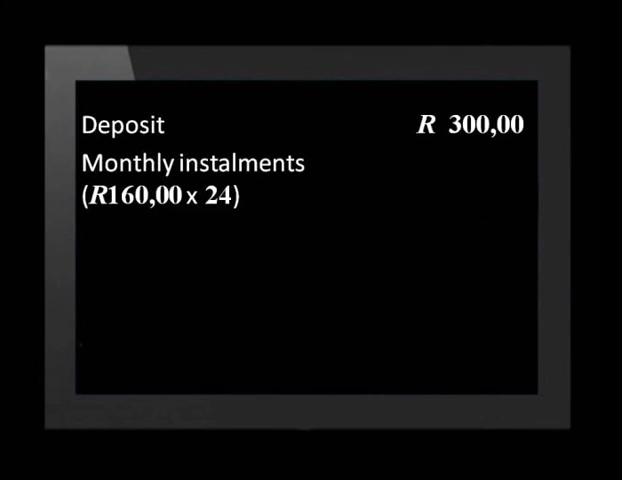 Deposit R 300,00
Monthly instalments
(R160,00 x 24)